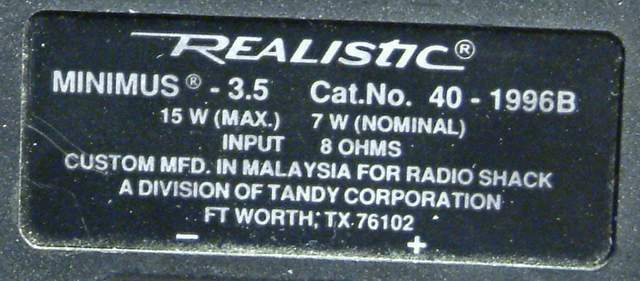 REALISTIC®
MINIMUS® - 3.5 Cat.No. 40 - 1996B
15 W (MAX.) 7 W (NOMINAL)
INPUT 8 OHMS
CUSTOM MFD. IN MALAYSIA FOR RADIO SHACK
A DIVISION OF TANDY CORPORATION
FT WORTH, TX 76102
− +